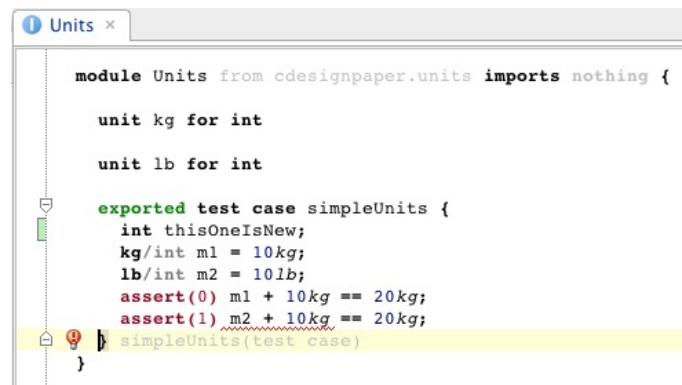 Units ×
module Units from cdesignpaper.units imports nothing {
unit kg for int
unit lb for int
exported test case simpleUnits {
int thisOneIsNew;
kg/int m1 = 10kg;
lb/int m2 = 10lb;
assert(0) m1 + 10kg == 20kg;
assert(1) m2 + 10kg == 20kg;
} simpleUnits(test case)
}